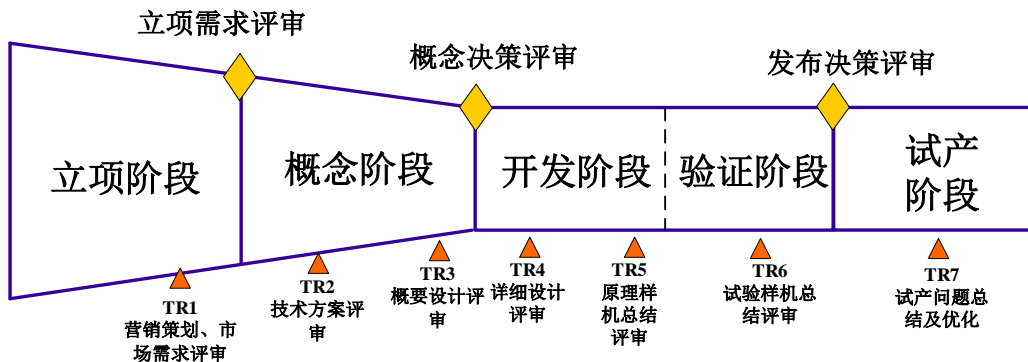 立项需求评审
概念决策评审
发布决策评审
立项阶段
概念阶段
开发阶段
验证阶段
试产
阶段
TR1
营销策划、市
场需求评审
TR2
技术方案评
审
TR3
概要设计评
审
TR4
详细设计
评审
TR5
原理样
机总结
评审
TR6
试验样机总
结评审
TR7
试产问题总
结及优化